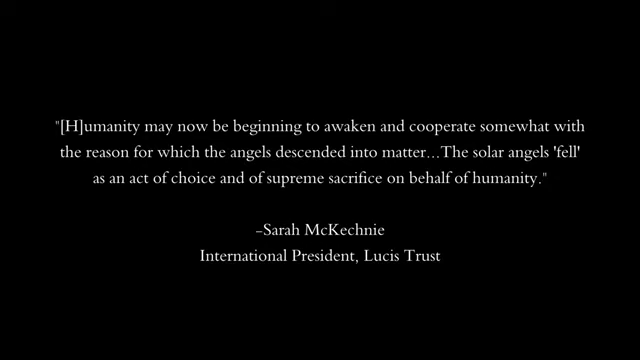 "[H]umanity may now be beginning to awaken and cooperate somewhat with
the reason for which the angels descended into matter...The solar angels 'fell'
as an act of choice and of supreme sacrifice on behalf of humanity."
–Sarah McKechnie
International President, Lucis Trust